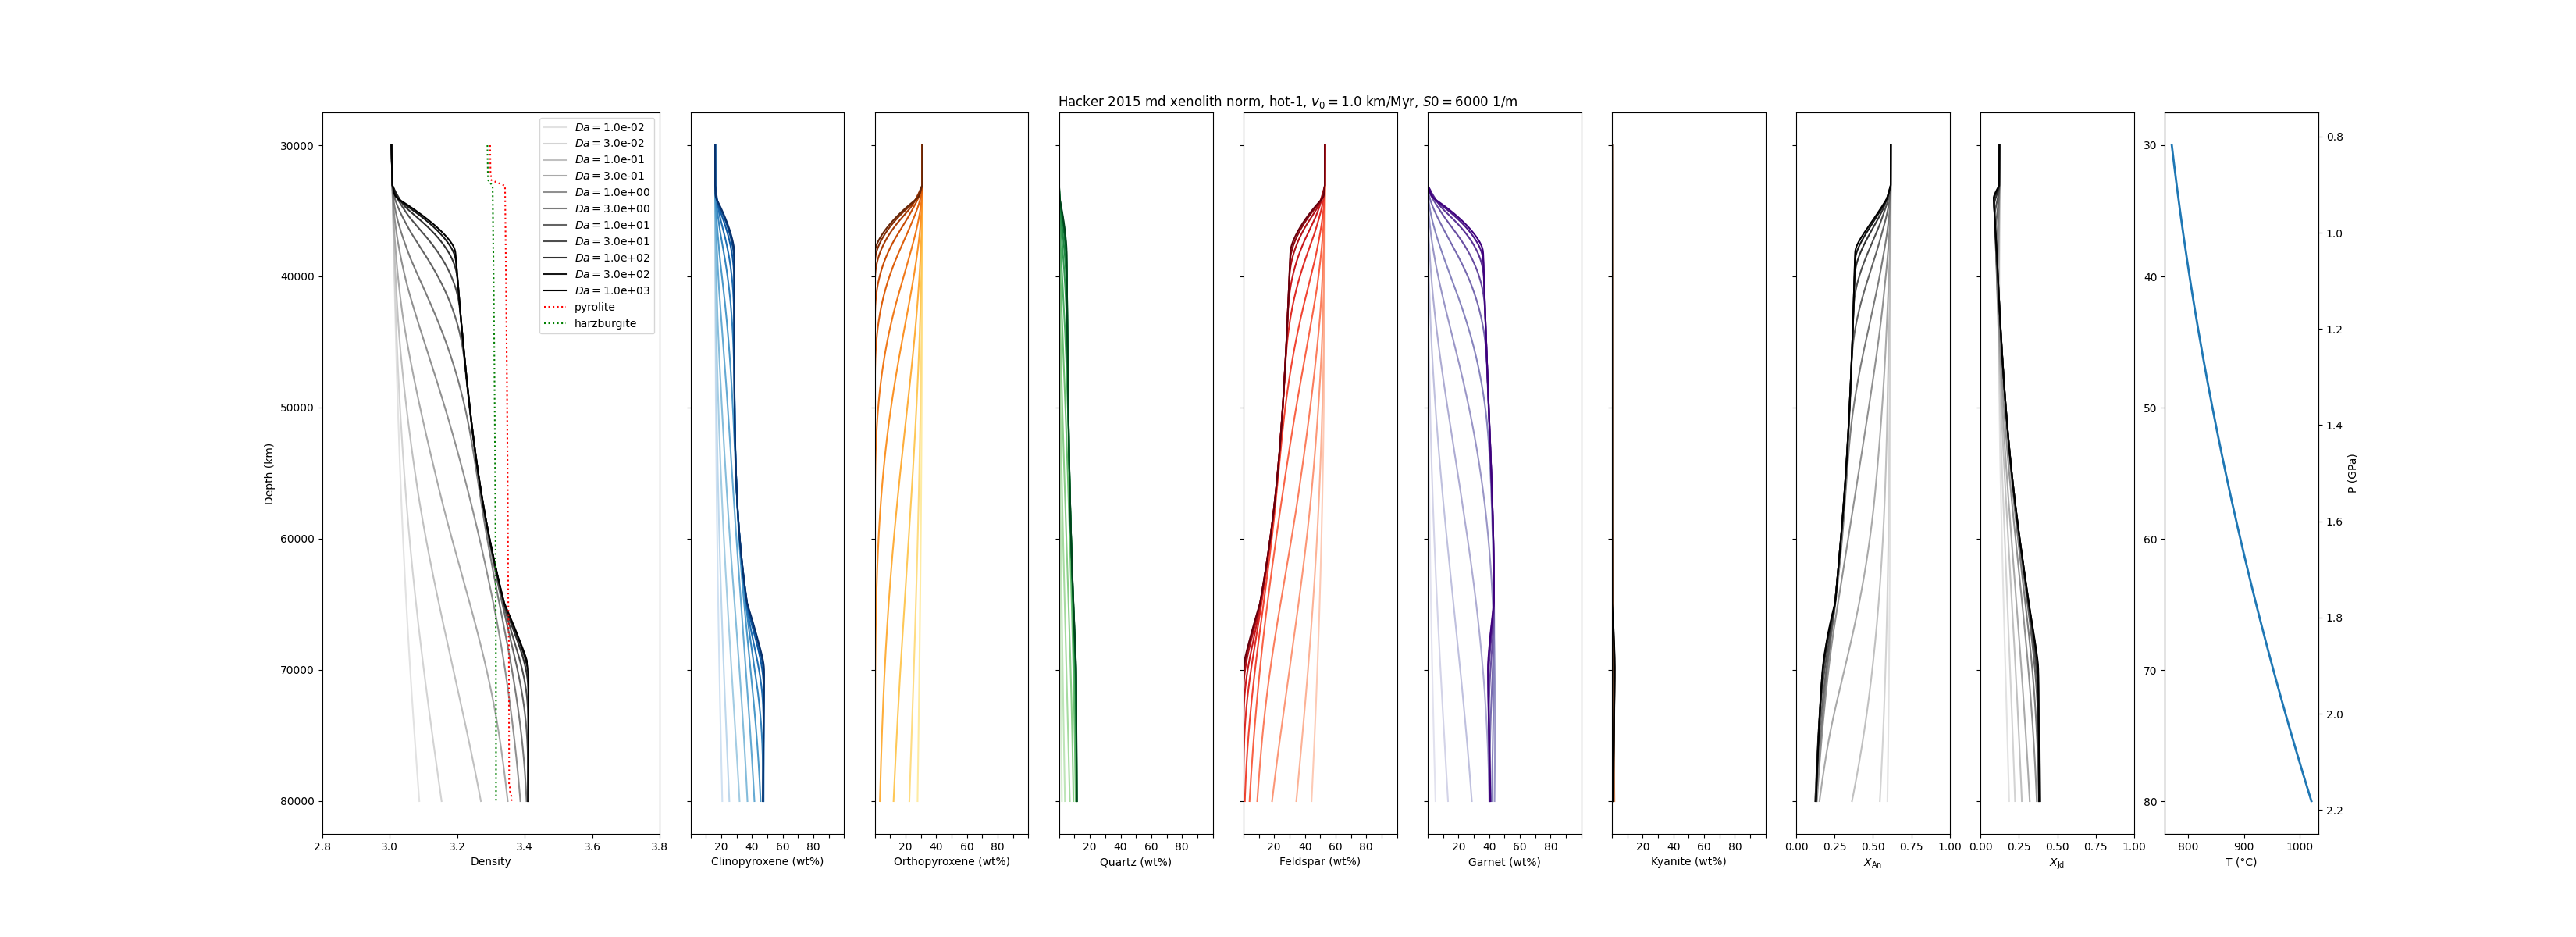 Hacker 2015 md xenolith norm, hot-1, v₀ = 1.0 km/Myr, S0 = 6000 1/m
Da = 1.0e-02
Da = 3.0e-02
Da = 1.0e-01
Da = 3.0e-01
Da = 1.0e+00
Da = 3.0e+00
Da = 1.0e+01
Da = 3.0e+01
Da = 1.0e+02
Da = 3.0e+02
Da = 1.0e+03
pyrolite
harzburgite
Depth (km)
30000
40000
50000
60000
70000
80000
2.8 3.0 3.2 3.4 3.6 3.8
Density
20 40 60 80
Clinopyroxene (wt%)
20 40 60 80
Orthopyroxene (wt%)
20 40 60 80
Quartz (wt%)
20 40 60 80
Feldspar (wt%)
20 40 60 80
Garnet (wt%)
20 40 60 80
Kyanite (wt%)
0.00 0.25 0.50 0.75 1.00
X_An
0.00 0.25 0.50 0.75 1.00
X_Jd
30
40
50
60
70
80
800 900 1000
T (°C)
0.8
1.0
1.2
1.4
1.6
1.8
2.0
2.2
P (GPa)